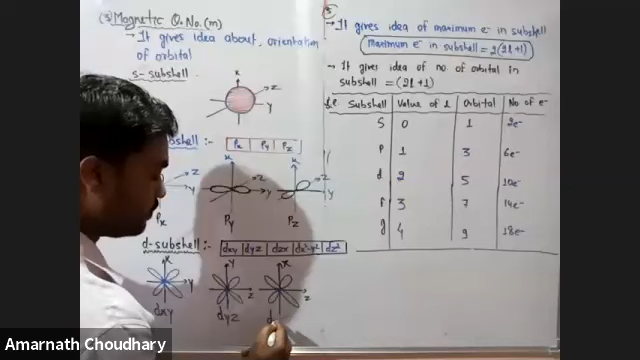 (3) Magnetic Q. No. (m)
→ It gives idea about orientation
of orbital
s-subshell
x
z
y
subshell :- Px Py Pz
x
z
y
Px
Py
x
z
Pz
d-subshell :- dxy dyz dzx dx²-y² dz²
x
y
dxy
y
z
dyz
x
z
d
→ It gives idea of maximum e⁻ in subshell
Maximum e⁻ in subshell = 2(2l+1)
→ It gives idea of no of orbital in
subshell = (2l+1)
i.e. Subshell Value of l Orbital No of e⁻
S 0 1 2e⁻
P 1 3 6e⁻
d 2 5 10e⁻
f 3 7 14e⁻
g 4 9 18e⁻
Amarnath Choudhary